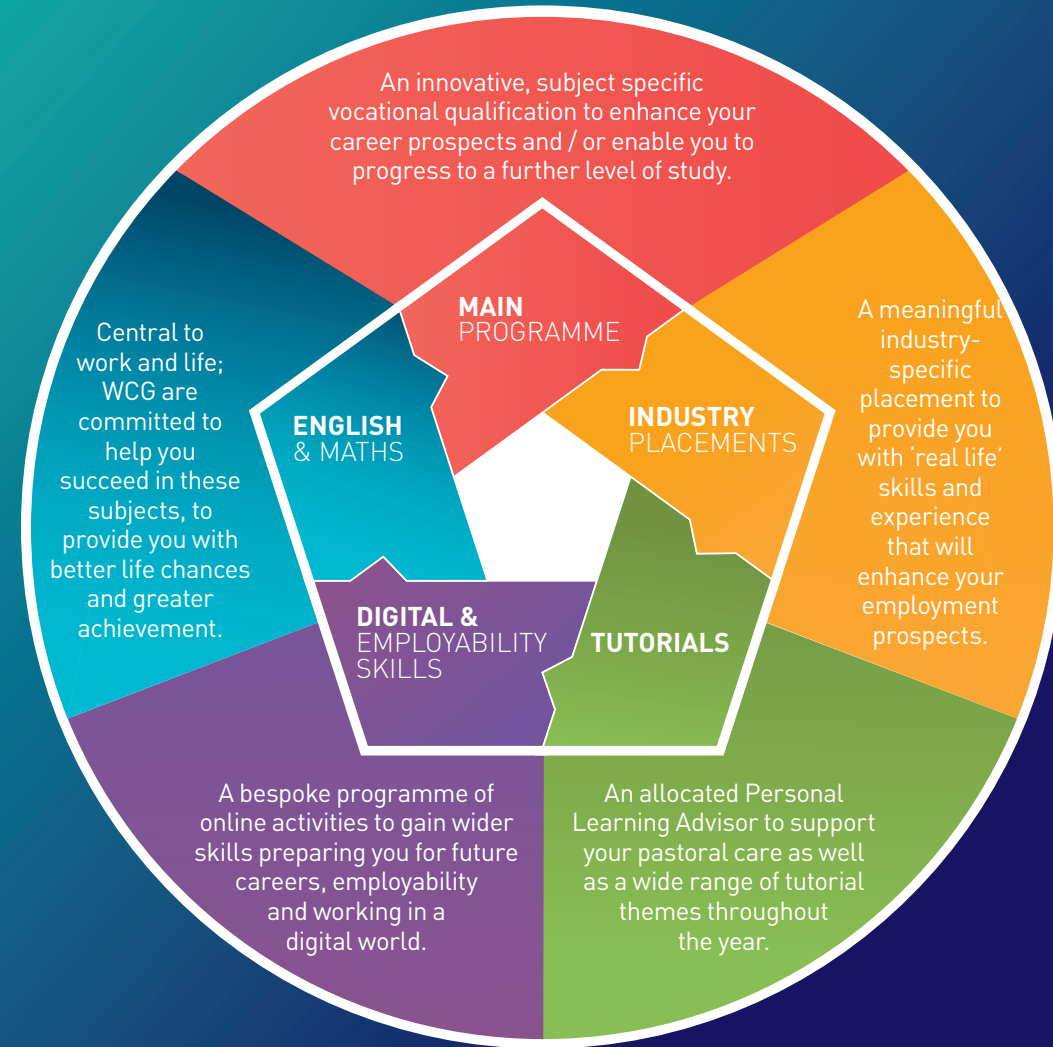 An innovative, subject specific
vocational qualification to enhance your
career prospects and / or enable you to
progress to a further level of study.
MAIN
PROGRAMME
A meaningful
industry-
specific
placement to
provide you
with ‘real life’
skills and
experience
that will
enhance your
employment
prospects.
INDUSTRY
PLACEMENTS
An allocated Personal
Learning Advisor to support
your pastoral care as well
as a wide range of tutorial
themes throughout
the year.
TUTORIALS
A bespoke programme of
online activities to gain wider
skills preparing you for future
careers, employability
and working in a
digital world.
DIGITAL &
EMPLOYABILITY
SKILLS
Central to
work and life;
WCG are
committed to
help you
succeed in these
subjects, to
provide you with
better life chances
and greater
achievement.
ENGLISH
& MATHS